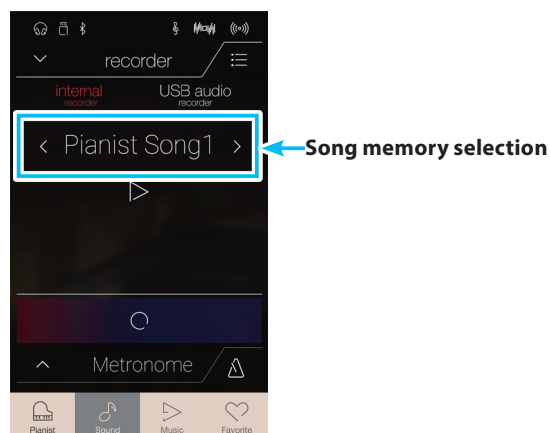 recorder
internal
recorder
USB audio
recorder
< Pianist Song1 >
Song memory selection
Metronome
Pianist
Sound
Music
Favorite